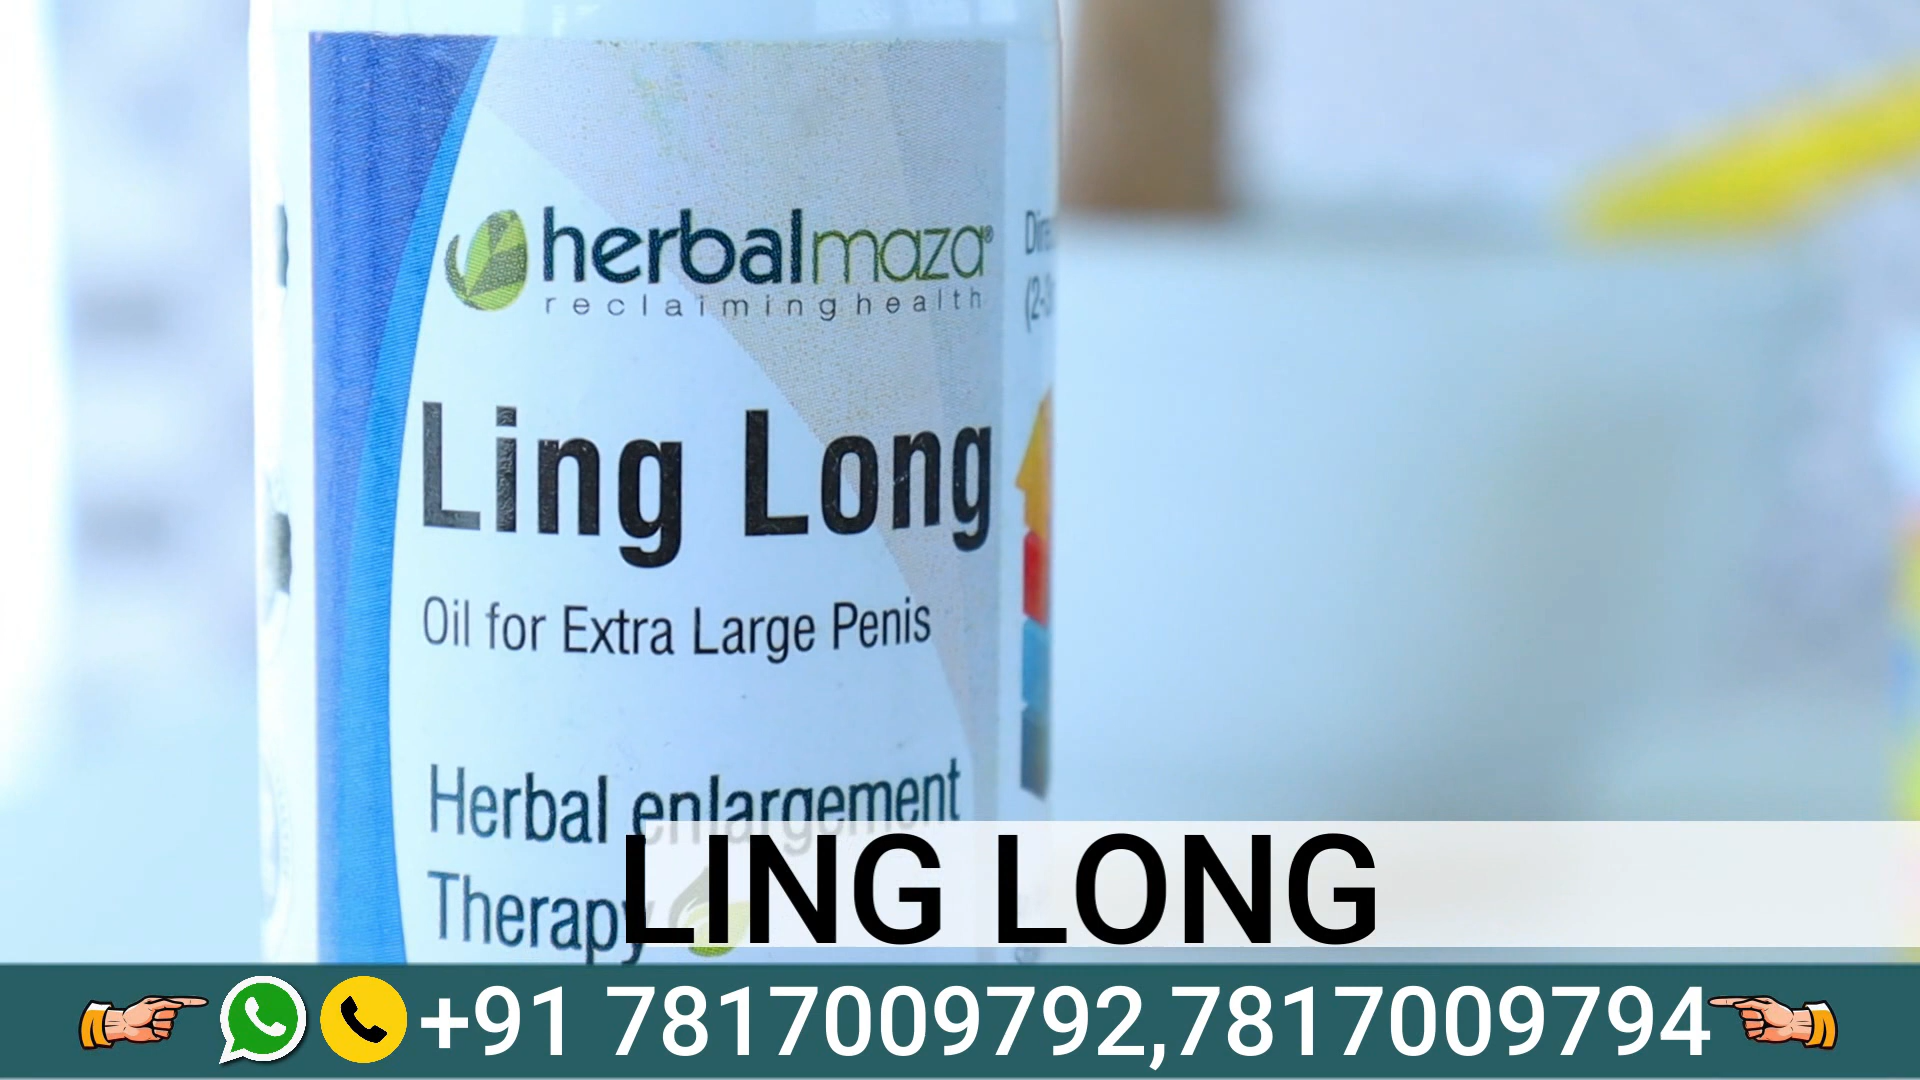 herbalmaza®
reclaiming health
Ling Long
Oil for Extra Large Penis
Herbal enlargement
Therapy
LING LONG
+91 7817009792,7817009794